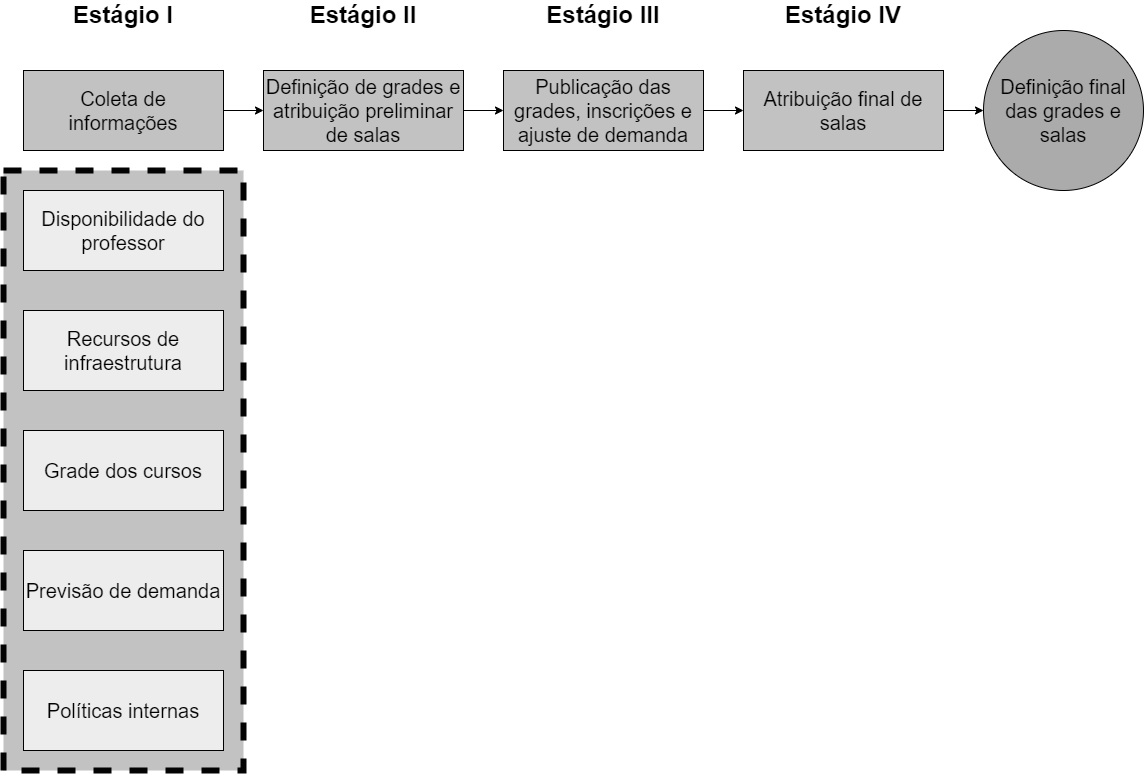 Estágio I
Estágio II
Estágio III
Estágio IV
Coleta de
informações
Definição de grades e
atribuição preliminar
de salas
Publicação das
grades, inscrições e
ajuste de demanda
Atribuição final de
salas
Definição final
das grades e
salas
Disponibilidade do
professor
Recursos de
infraestrutura
Grade dos cursos
Previsão de demanda
Políticas internas